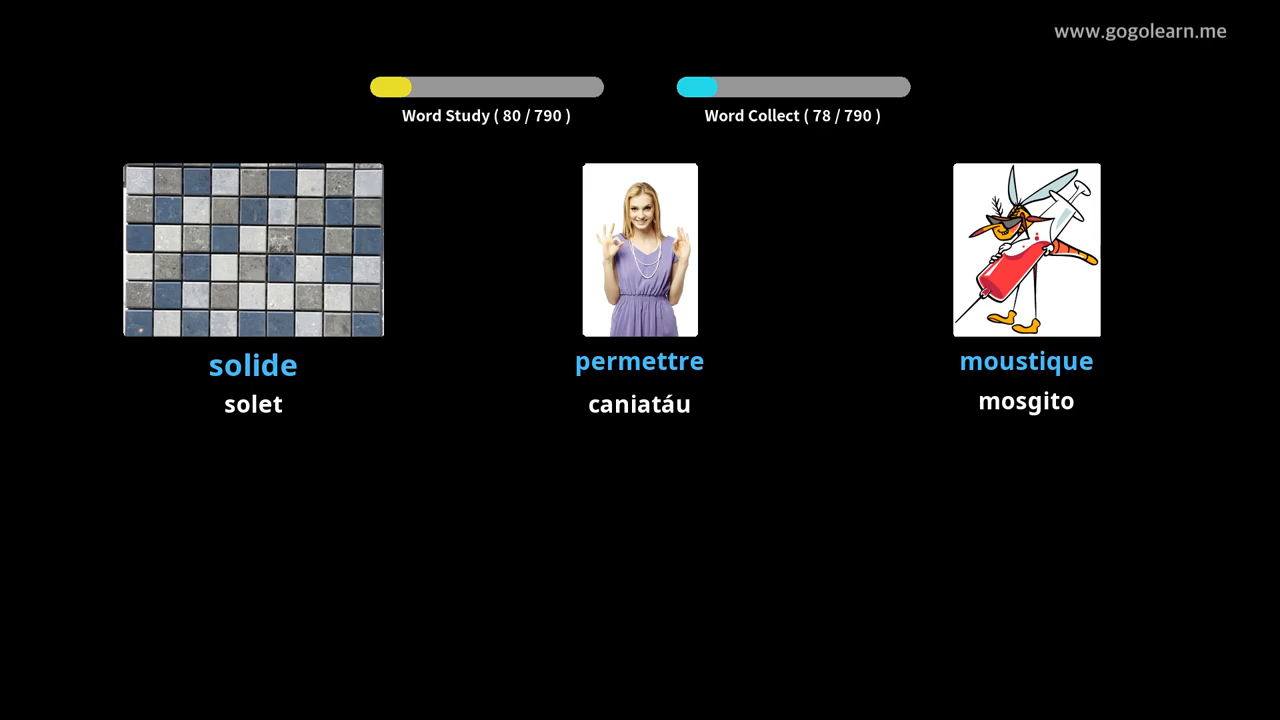 www.gogolearn.me
Word Study ( 80 / 790 )
Word Collect ( 78 / 790 )
solide
permettre
moustique
solet
caniatáu
mosgito